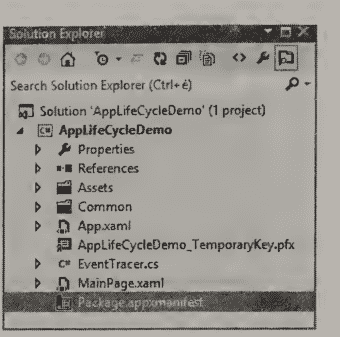 Solution Explorer
Search Solution Explorer (Ctrl+é)
Solution 'AppLifeCycleDemo' (1 project)
C# AppLifeCycleDemo
Properties
References
Assets
Common
App.xaml
AppLifeCycleDemo_TemporaryKey.pfx
C# EventTracer.cs
MainPage.xaml
Package.appxmanifest